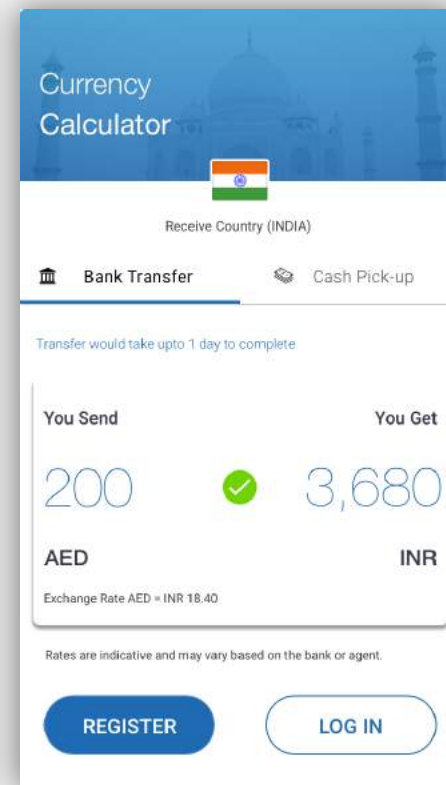 Currency
Calculator
Receive Country (INDIA)
Bank Transfer
Cash Pick-up
Transfer would take upto 1 day to complete
You Send
You Get
200
3,680
AED
INR
Exchange Rate AED = INR 18.40
Rates are indicative and may vary based on the bank or agent.
REGISTER
LOG IN